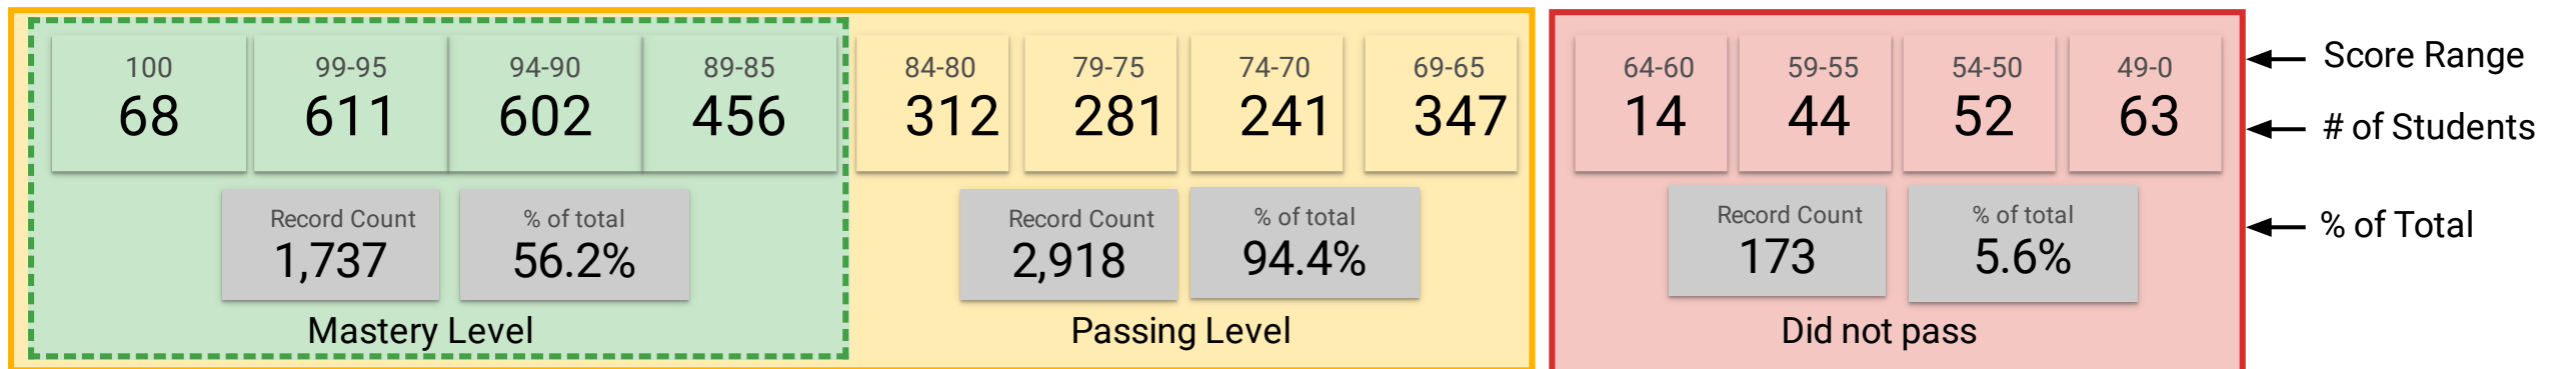 100 99-95 94-90 89-85 84-80 79-75 74-70 69-65 64-60 59-55 54-50 49-0 Score Range
68 611 602 456 312 281 241 347 14 44 52 63 # of Students
Record Count % of total Record Count % of total Record Count % of total % of Total
1,737 56.2% 2,918 94.4% 173 5.6%
Mastery Level Passing Level Did not pass